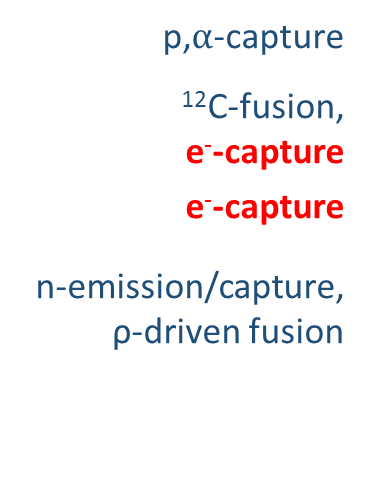 p,α-capture
¹²C-fusion,
e⁻-capture
e⁻-capture
n-emission/capture,
ρ-driven fusion